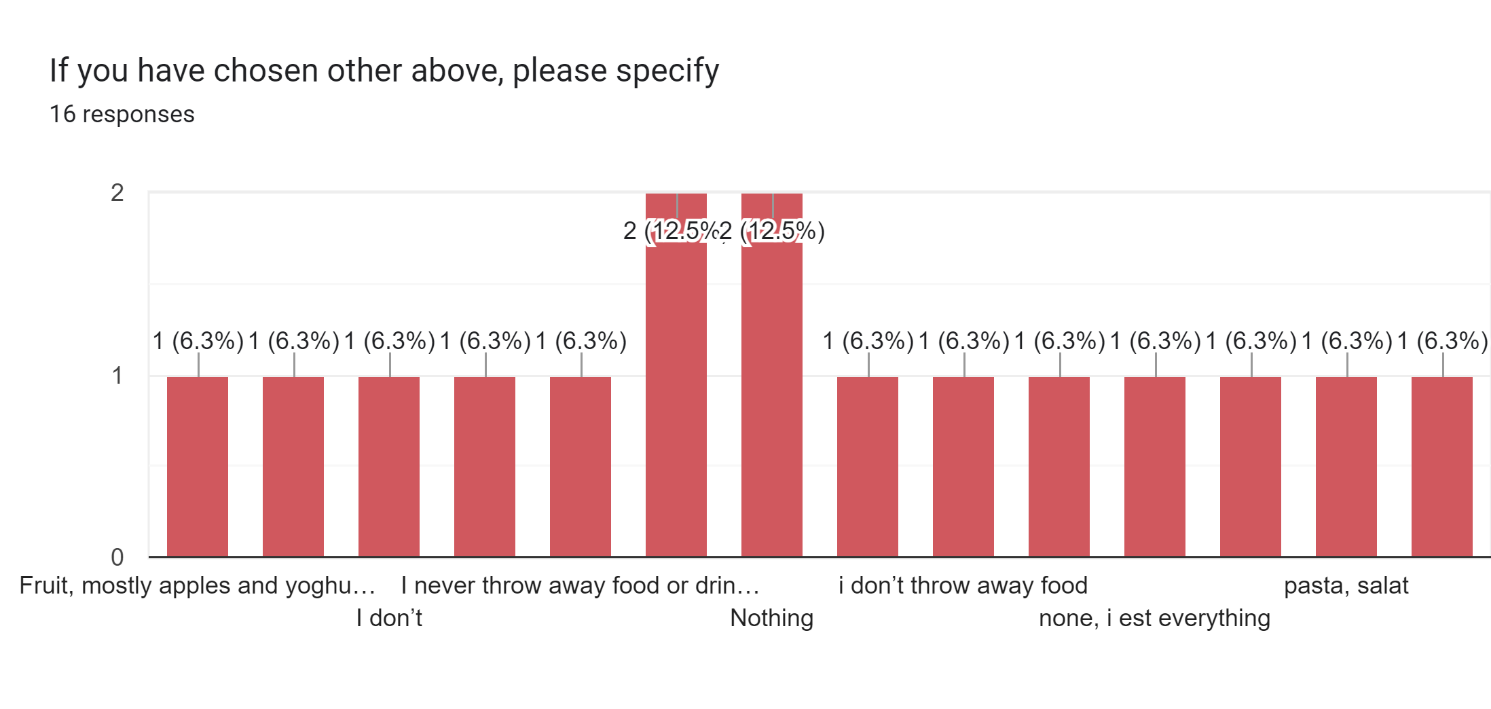 If you have chosen other above, please specify
16 responses
2
2 (12.5%) 2 (12.5%)
1 (6.3%) 1 (6.3%) 1 (6.3%) 1 (6.3%) 1 (6.3%) 1 (6.3%) 1 (6.3%) 1 (6.3%) 1 (6.3%) 1 (6.3%) 1 (6.3%) 1 (6.3%)
1
0
Fruit, mostly apples and yoghu… I never throw away food or drin… i don’t throw away food pasta, salat
I don’t Nothing none, i est everything